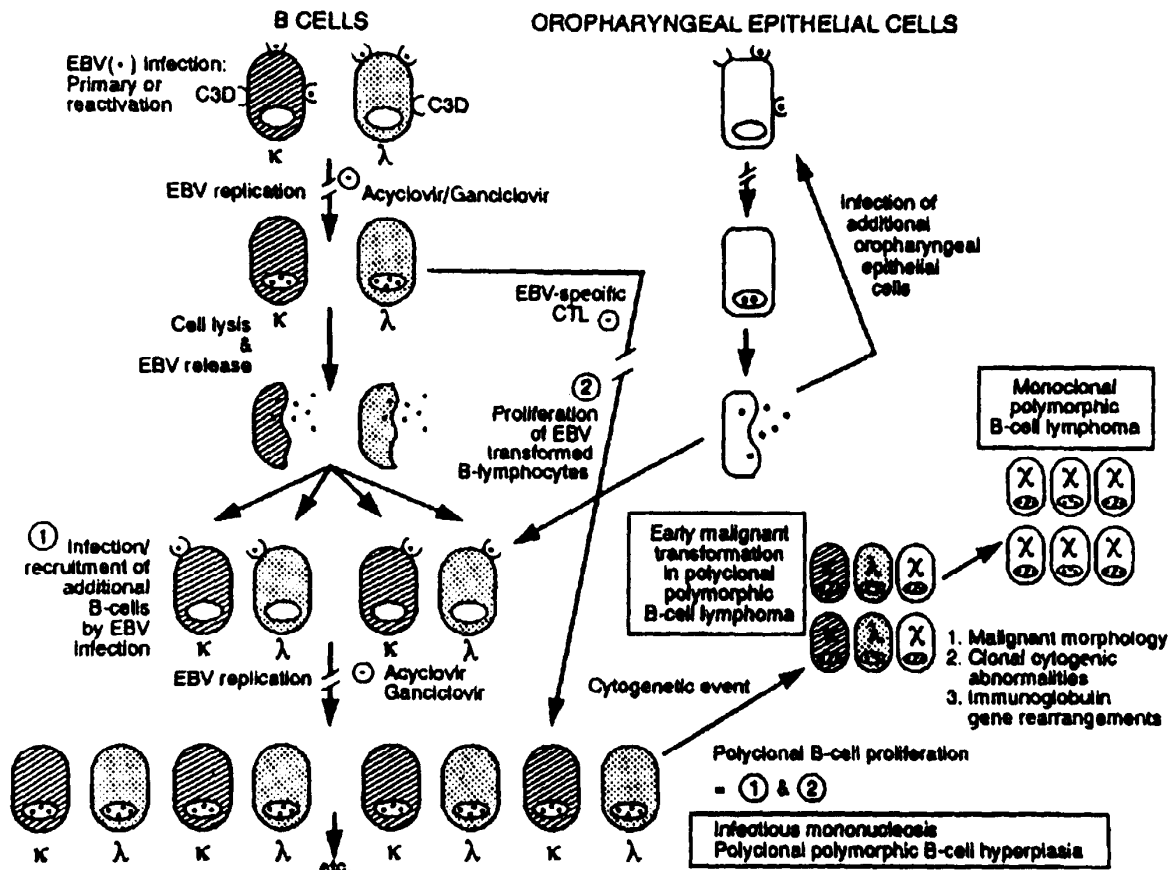 B CELLS
OROPHARYNGEAL EPITHELIAL CELLS
EBV(·) Infection:
Primary or
reactivation
C3D
C3D
κ
λ
EBV replication
Acyclovir/Ganciclovir
κ
λ
Cell lysis
&
EBV release
EBV-specific
CTL
②
Proliferation
of EBV
transformed
B-lymphocytes
Infection of
additional
oropharyngeal
epithelial
cells
① Infection/
recruitment of
additional
B-cells
by EBV
Infection
κ
λ
κ
λ
EBV replication
Acyclovir
Ganciclovir
κ
λ
κ
λ
κ
λ
κ
λ
etc
Cytogenetic event
Early malignant
transformation
in polyclonal
polymorphic
B-cell lymphoma
λ
χ
λ
χ
Monoclonal
polymorphic
B-cell lymphoma
χ χ χ
χ χ χ
1. Malignant morphology
2. Clonal cytogenic
abnormalities
3. Immunoglobulin
gene rearrangements
Polyclonal B-cell proliferation
= ① & ②
Infectious mononucleosis
Polyclonal polymorphic B-cell hyperplasia